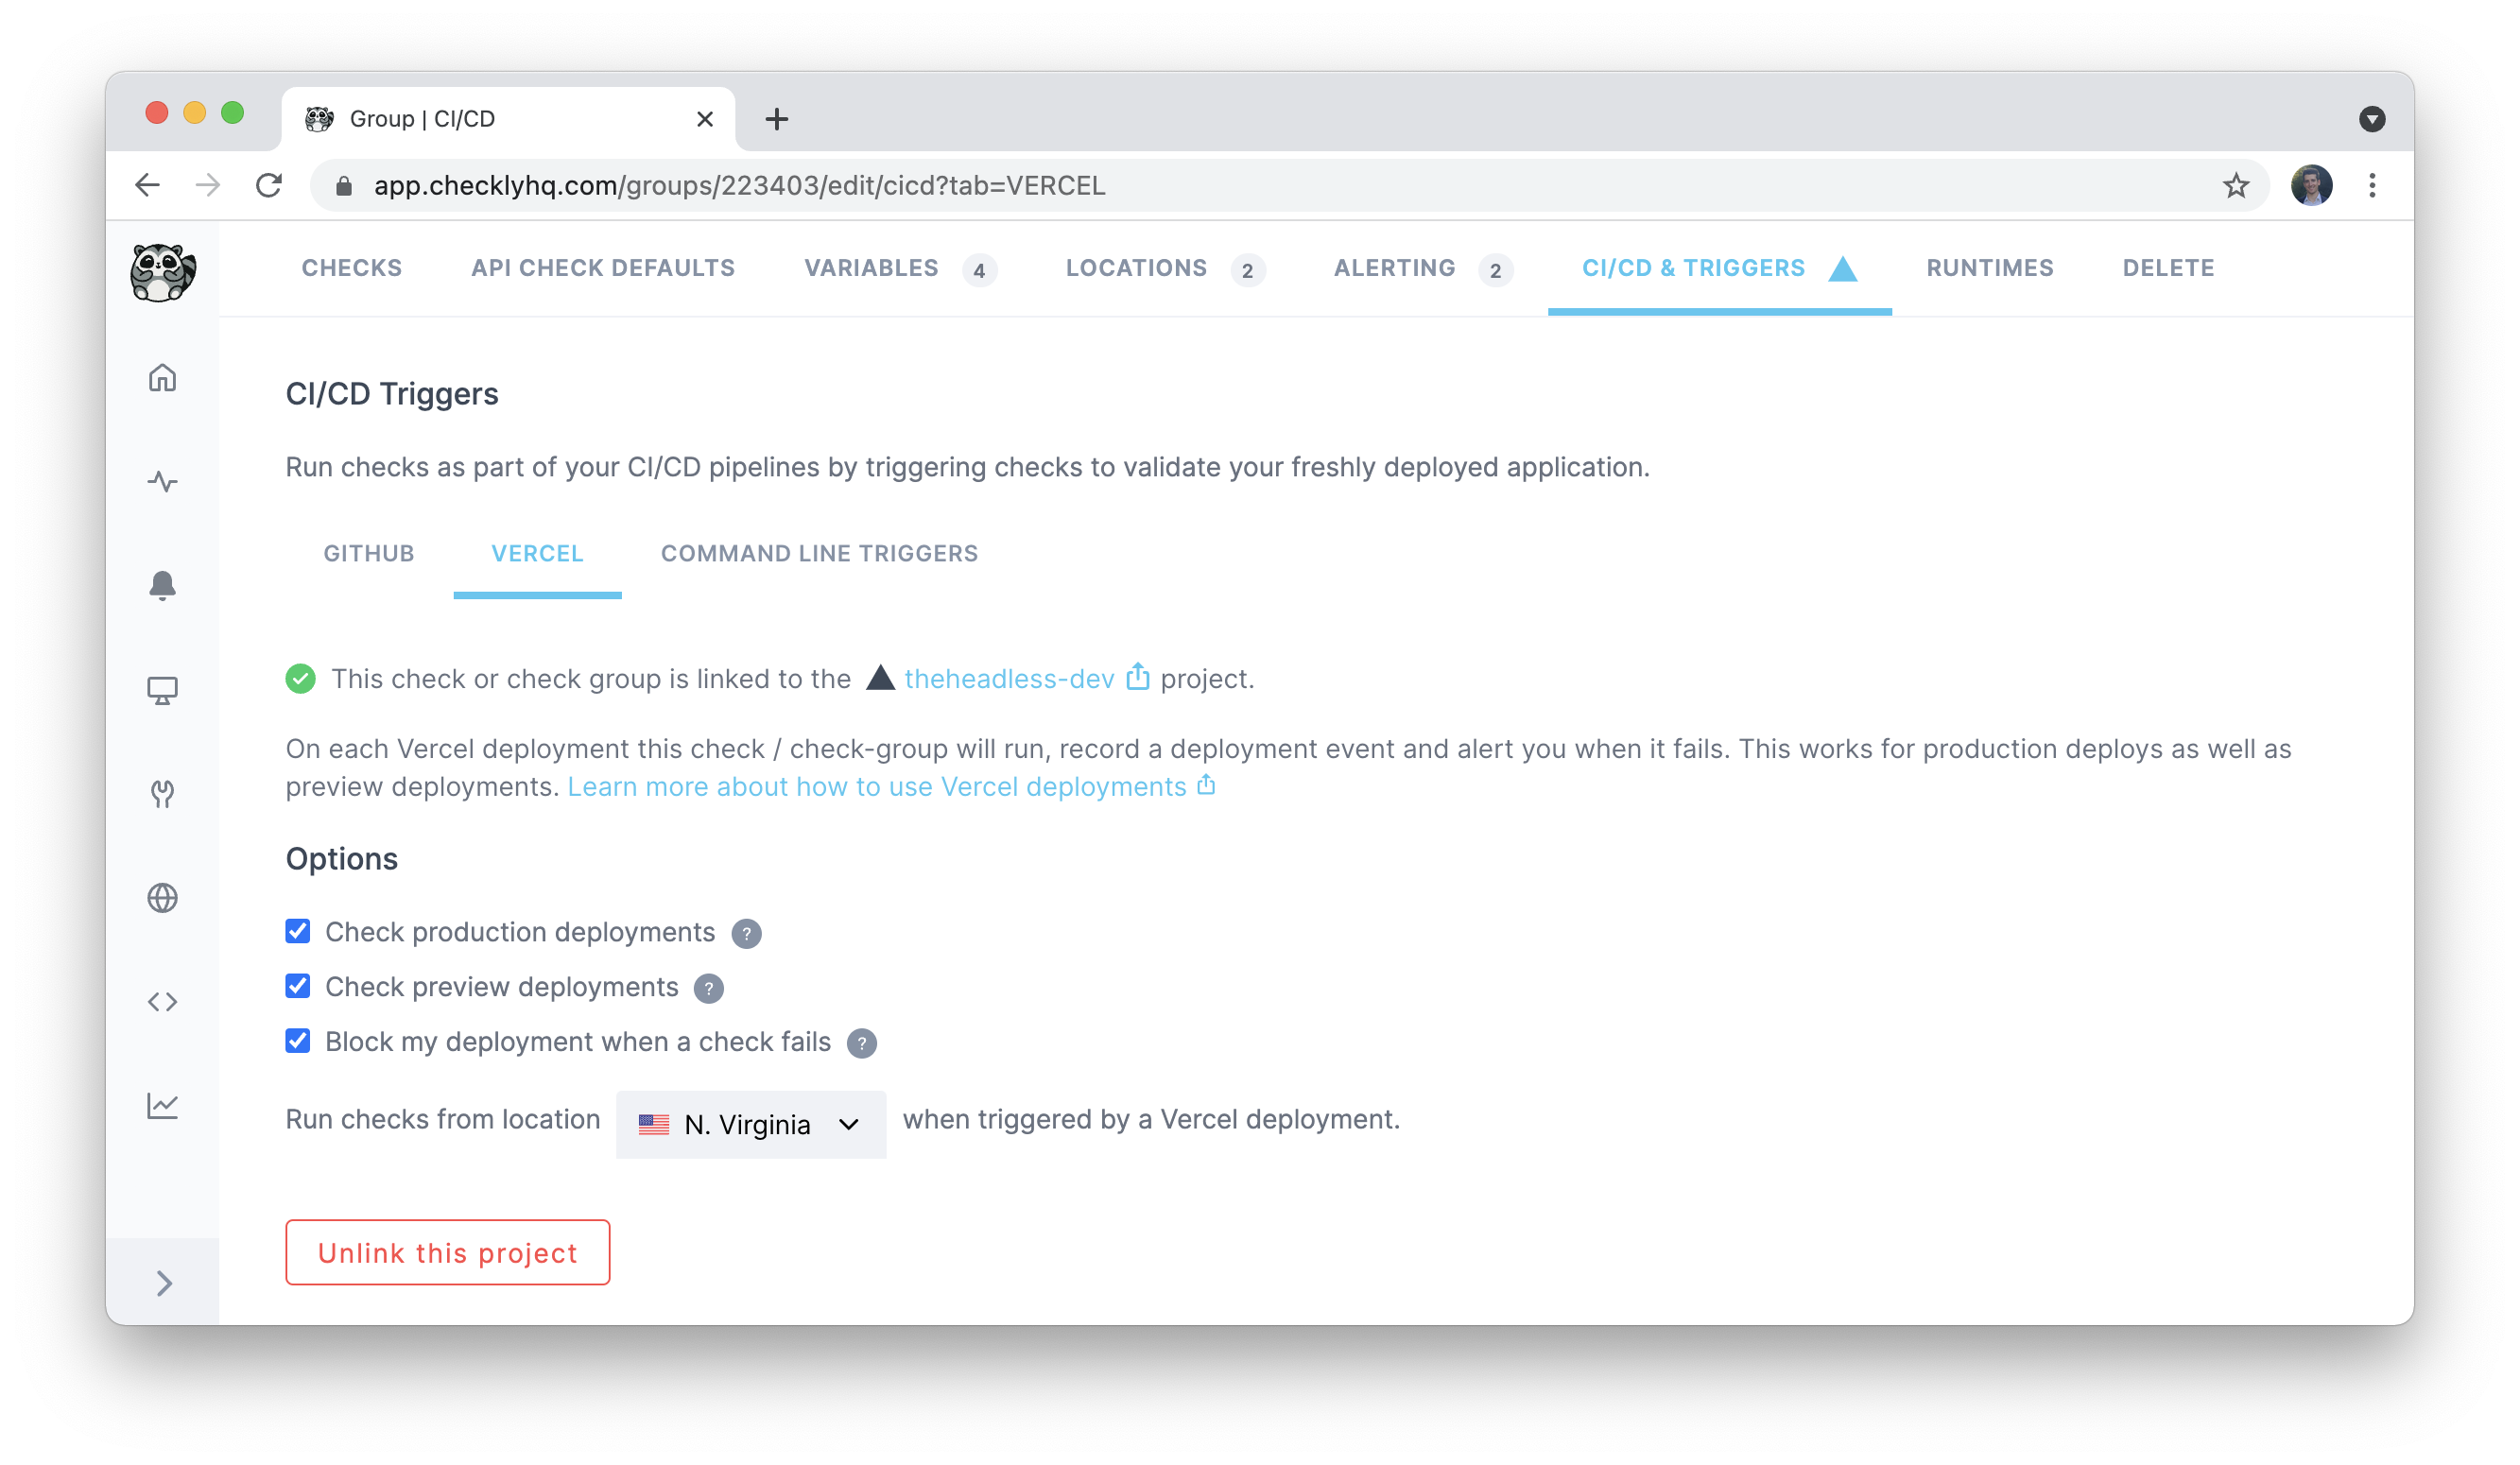 Group | CI/CD
app.checklyhq.com/groups/223403/edit/cicd?tab=VERCEL
CHECKS API CHECK DEFAULTS VARIABLES 4 LOCATIONS 2 ALERTING 2 CI/CD & TRIGGERS RUNTIMES DELETE
CI/CD Triggers
Run checks as part of your CI/CD pipelines by triggering checks to validate your freshly deployed application.
GITHUB VERCEL COMMAND LINE TRIGGERS
This check or check group is linked to the theheadless-dev project.
On each Vercel deployment this check / check-group will run, record a deployment event and alert you when it fails. This works for production deploys as well as
preview deployments. Learn more about how to use Vercel deployments
Options
Check production deployments ?
Check preview deployments ?
Block my deployment when a check fails ?
Run checks from location N. Virginia when triggered by a Vercel deployment.
Unlink this project